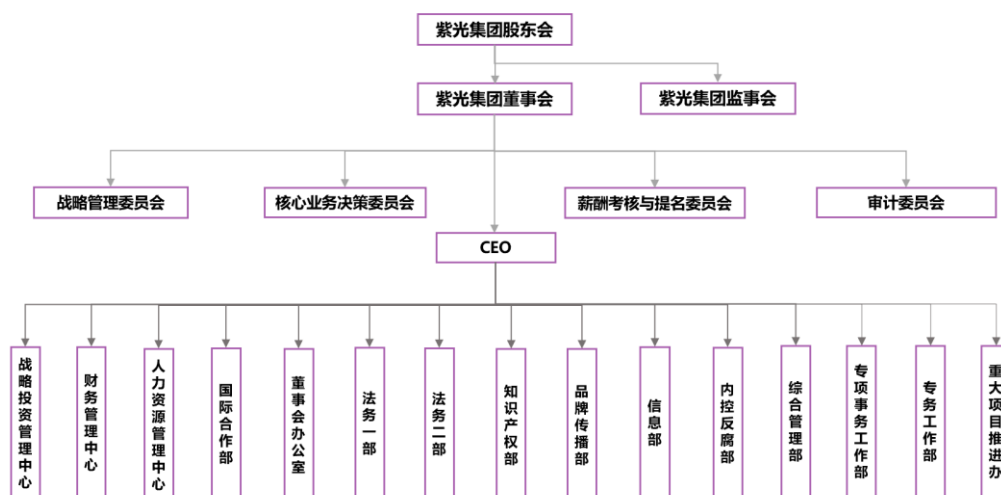 紫光集团股东会
紫光集团董事会
紫光集团监事会
战略管理委员会
核心业务决策委员会
薪酬考核与提名委员会
审计委员会
CEO
战略投资管理中心
财务管理中心
人力资源管理中心
国际合作部
董事会办公室
法务一部
法务二部
知识产权部
品牌传播部
信息部
内控反腐部
综合管理部
专项事务工作部
专务工作部
重大项目推进办